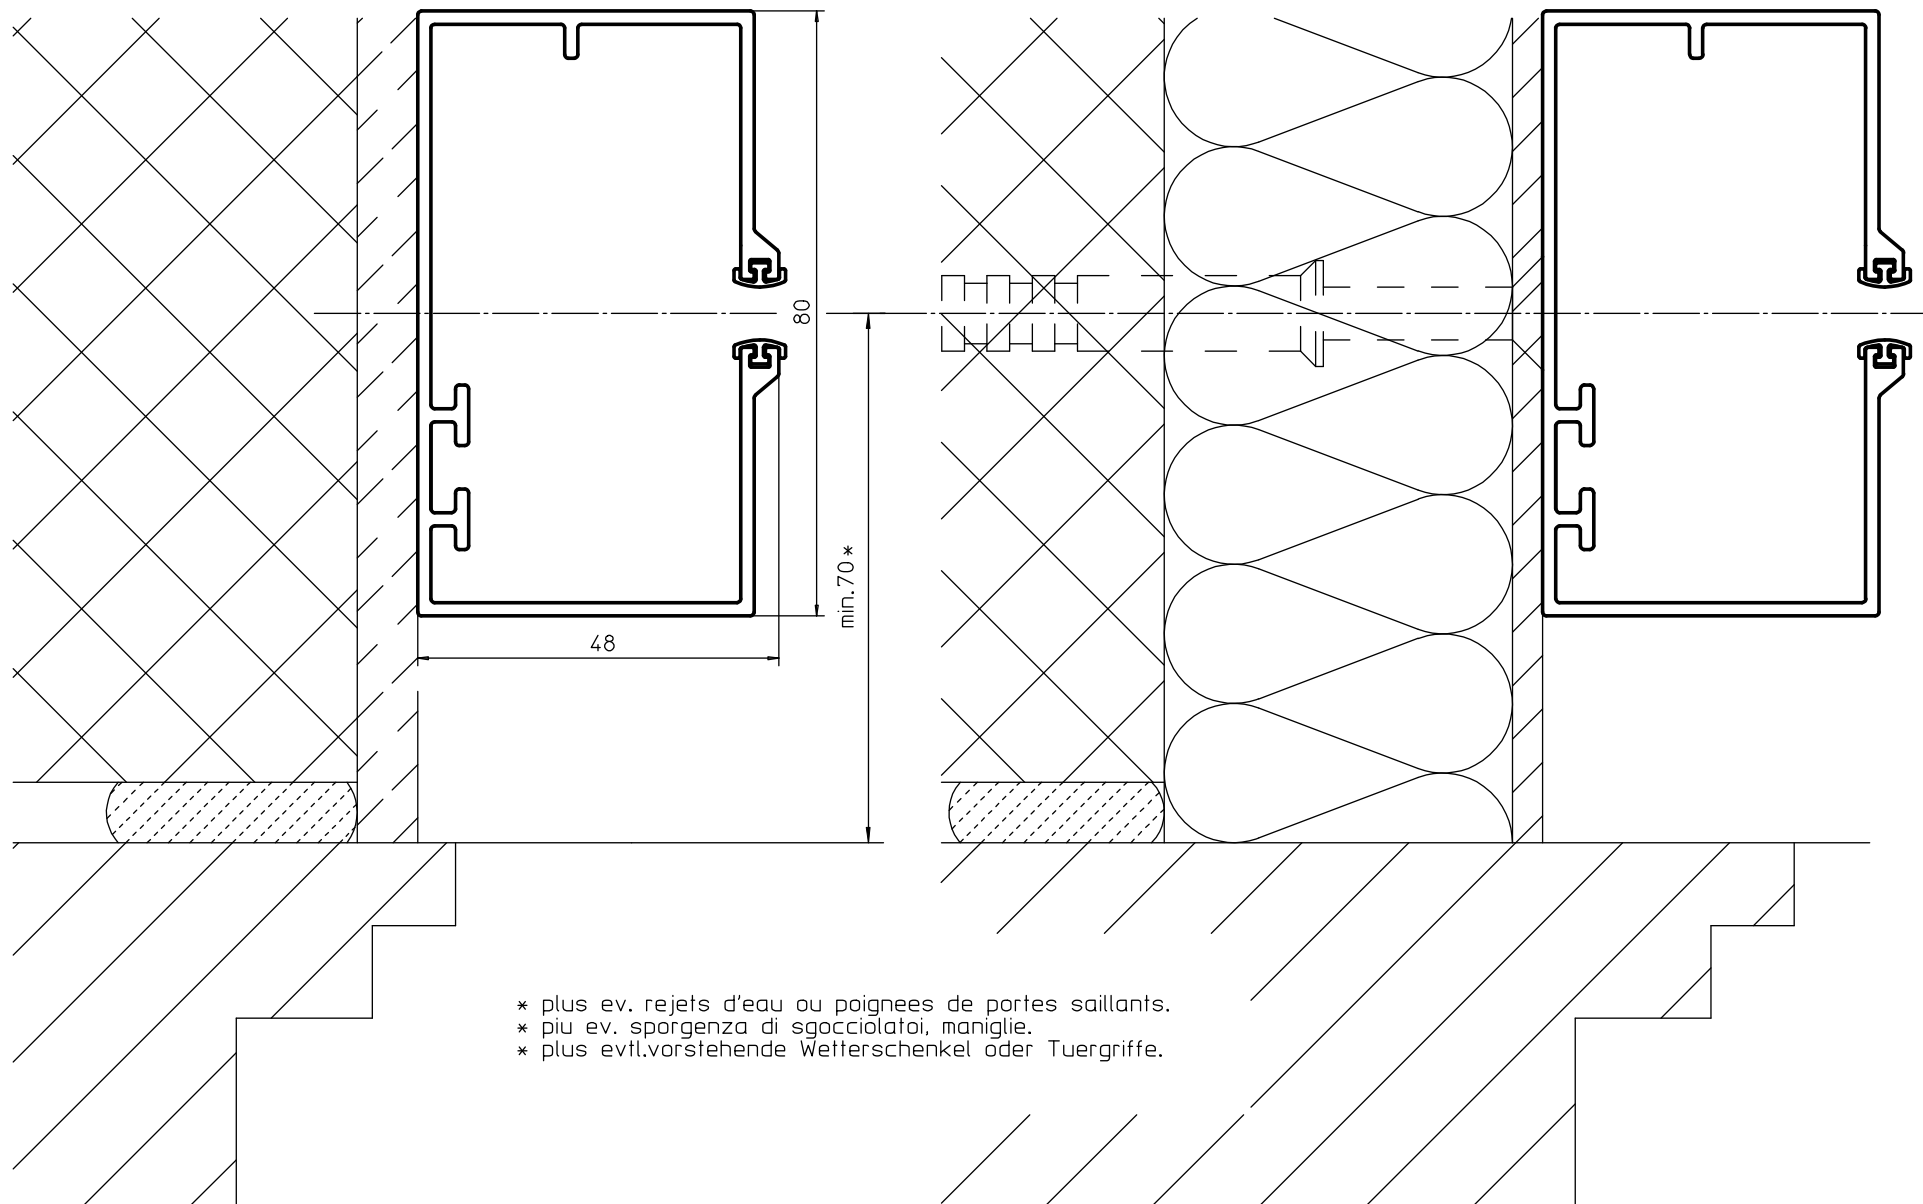 80
min.70*
48
* plus ev. rejets d'eau ou poignees de portes saillants.
* piu ev. sporgenza di sgocciolatoi, maniglie.
* plus evtl.vorstehende Wetterschenkel oder Tuergriffe.